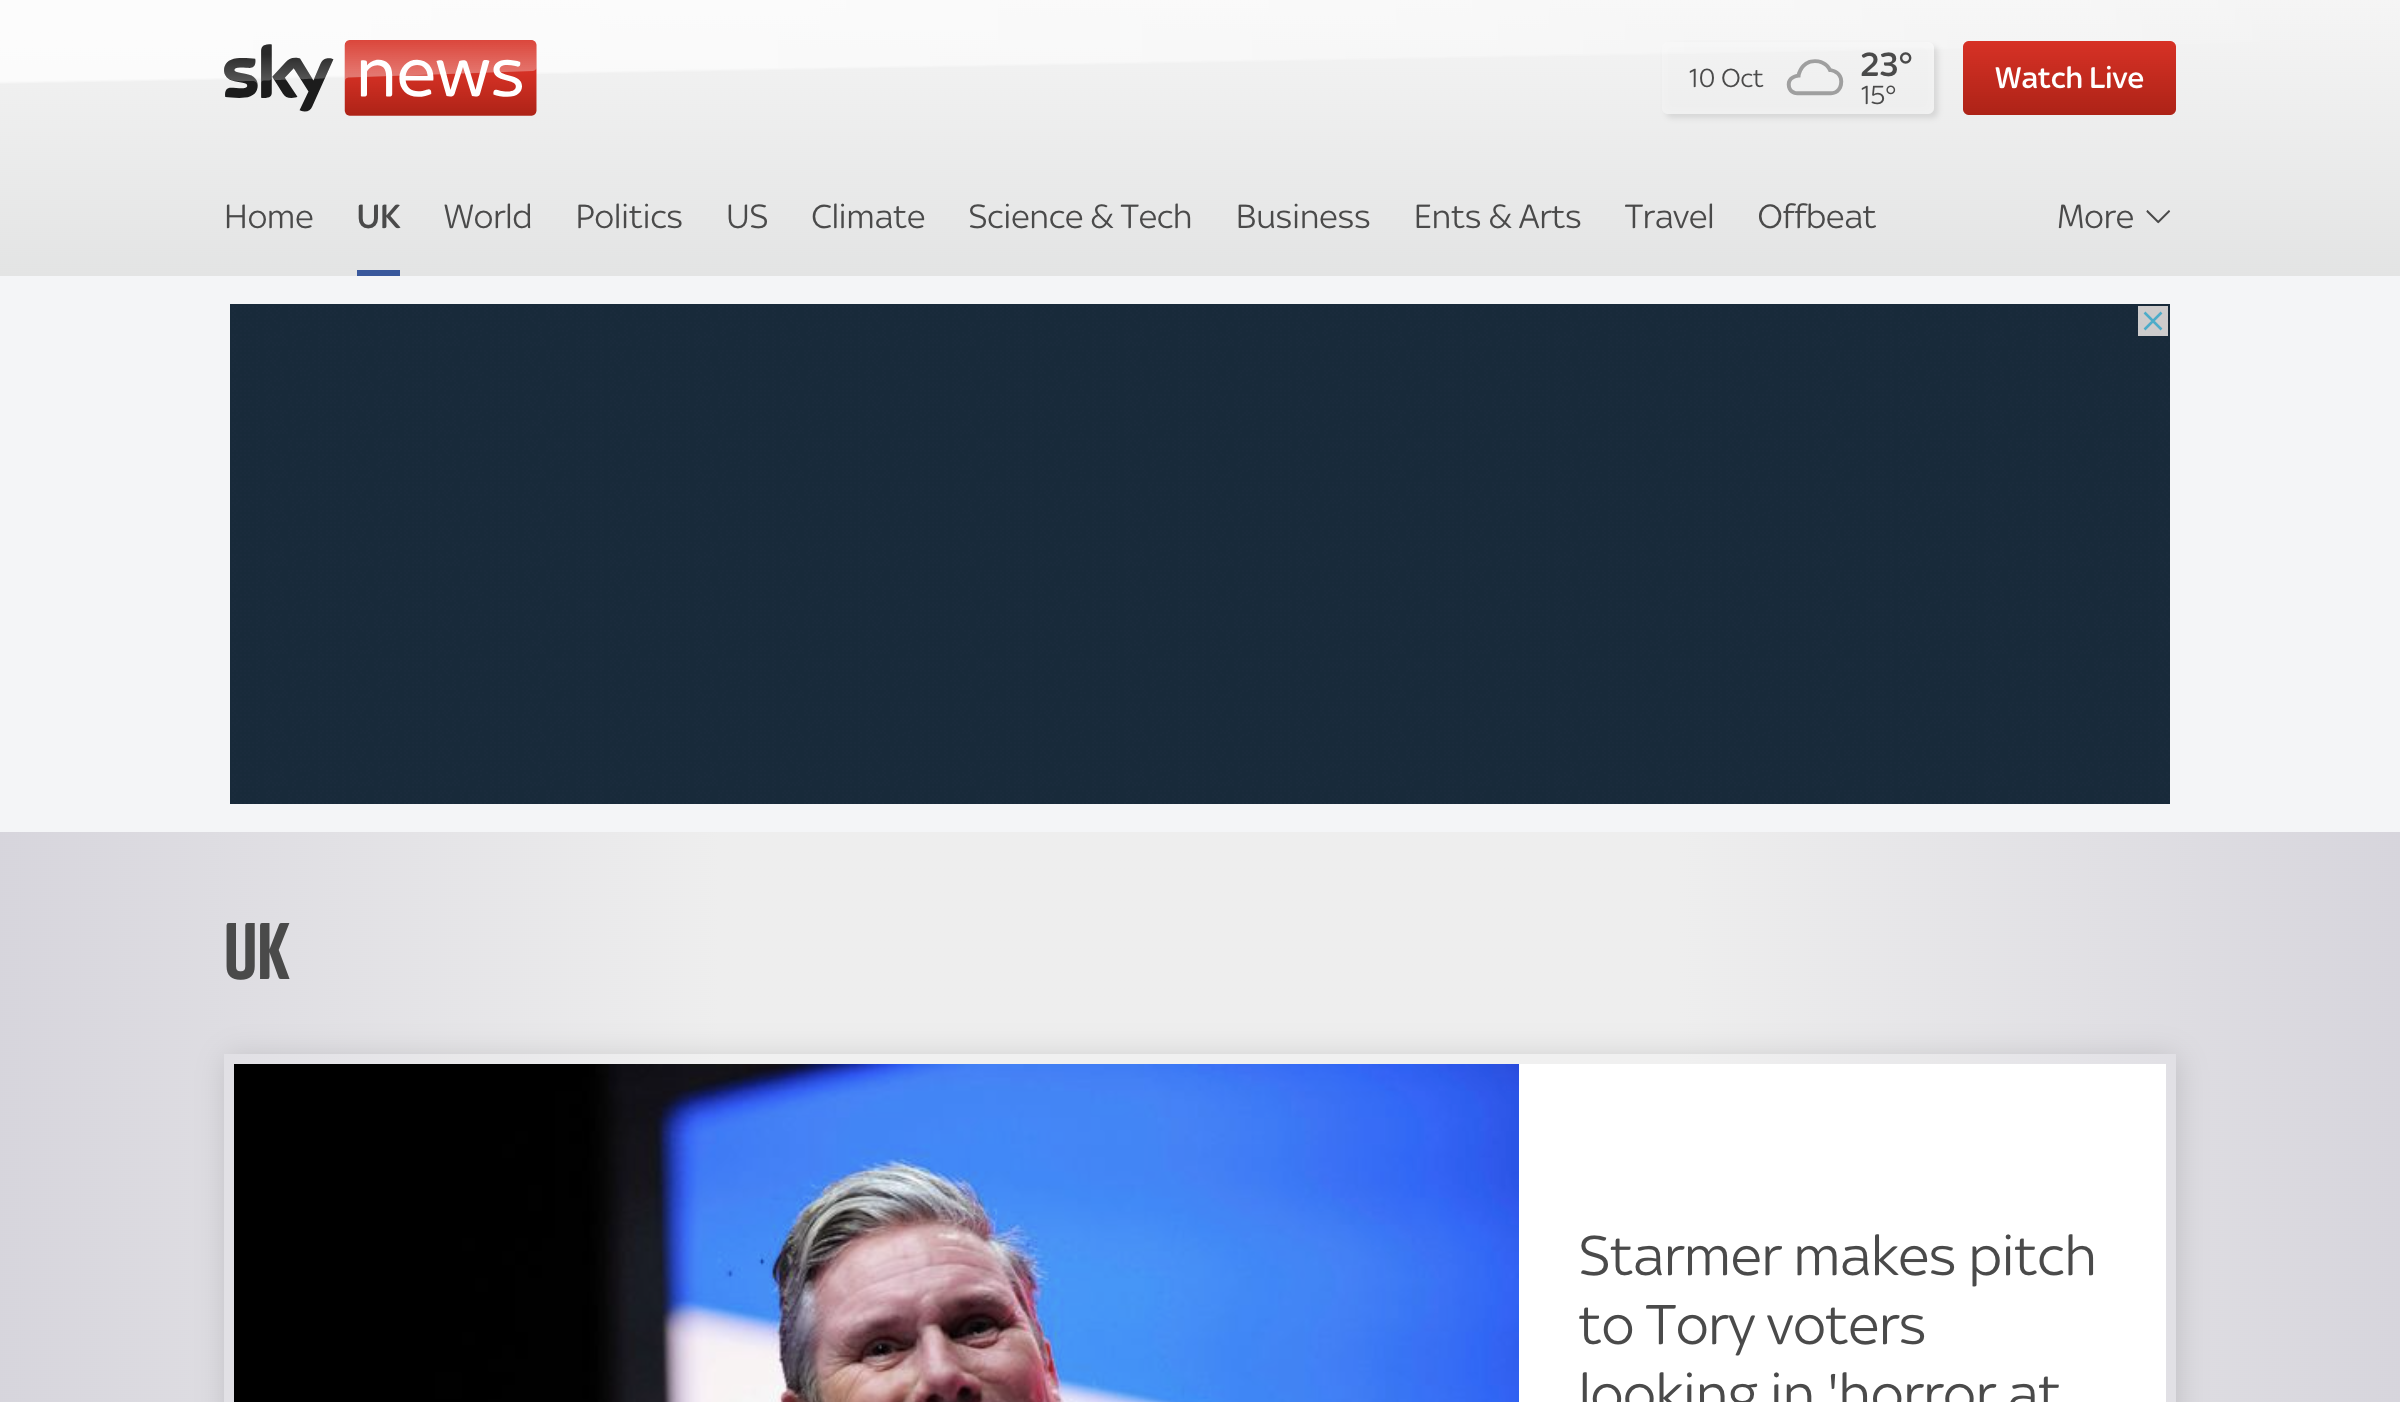 sky news
10 Oct
23°
15°
Watch Live
Home UK World Politics US Climate Science & Tech Business Ents & Arts Travel Offbeat More
UK
Starmer makes pitch
to Tory voters
looking in 'horror at